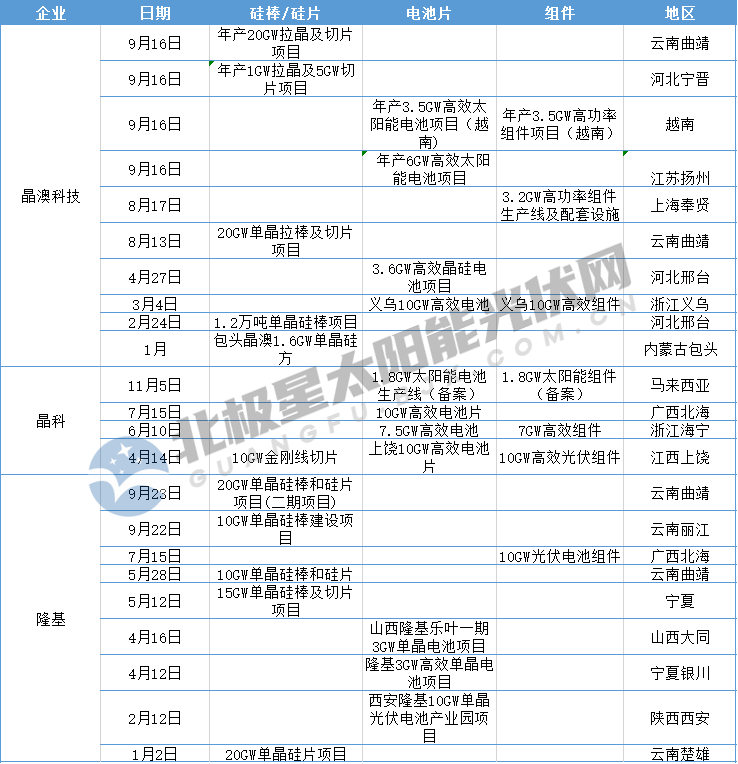 企业 日期 硅棒/硅片 电池片 组件 地区
晶澳科技
9月16日 年产20GW拉晶及切片
项目 云南曲靖
9月16日 年产1GW拉晶及5GW切
片项目 河北宁晋
9月16日 年产3.5GW高效太
阳能电池项目（越
南) 年产3.5GW高功率
组件项目（越南） 越南
9月16日 年产6GW高效太阳
能电池项目 江苏扬州
8月17日 3.2GW高功率组件
生产线及配套设施 上海奉贤
8月13日 20GW单晶拉棒及切片
项目 云南曲靖
4月27日 3.6GW高效晶硅电
池项目 河北邢台
3月4日 义乌10GW高效电池 义乌10GW高效组件 浙江义乌
2月24日 1.2万吨单晶硅棒项目 河北邢台
1月 包头晶澳1.6GW单晶硅
方 内蒙古包头
晶科
11月5日 1.8GW太阳能电池
生产线（备案） 1.8GW太阳能组件
（备案） 马来西亚
7月15日 10GW高效电池片 广西北海
6月10日 7.5GW高效电池 7GW高效组件 浙江海宁
4月14日 10GW金刚线切片 上饶10GW高效电池
片 10GW高效光伏组件 江西上饶
隆基
9月23日 20GW单晶硅棒和硅片
项目(二期项目) 云南曲靖
9月22日 10GW单晶硅棒建设项
目 云南丽江
7月15日 10GW光伏电池组件 广西北海
5月28日 10GW单晶硅棒和硅片 云南曲靖
5月12日 15GW单晶硅棒及切片
项目 宁夏
4月16日 山西隆基乐叶一期
3GW单晶电池项目 山西大同
4月12日 隆基3GW高效单晶电
池项目 宁夏银川
2月12日 西安隆基10GW单晶
光伏电池产业园项
目 陕西西安
1月2日 20GW单晶硅片项目 云南楚雄
北极星太阳能光伏网
GUANGFU.BJX.COM.CN